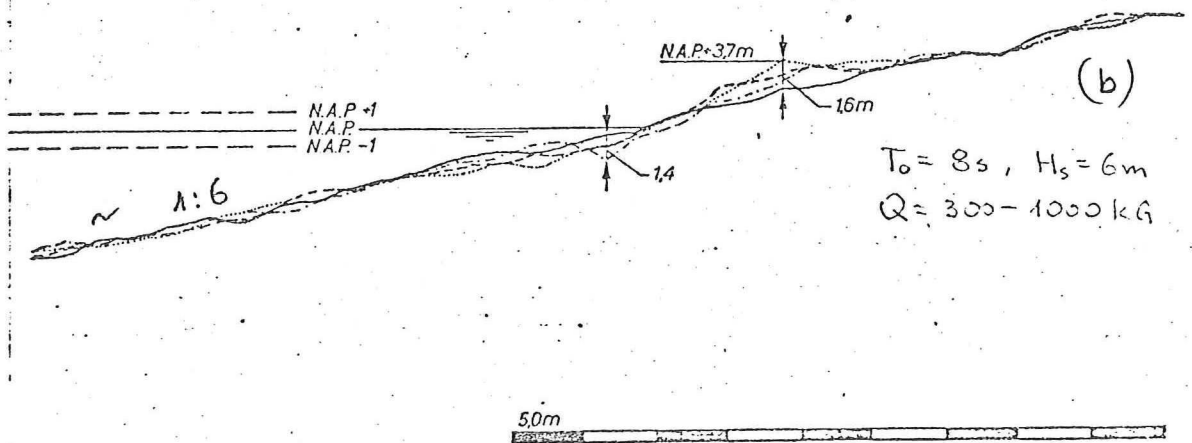 N.A.P.+3,7m
(b)
1,6m
N.A.P. +1
N.A.P.
N.A.P. -1
1,4
T₀ = 8s, Hₛ = 6m
Q = 300-1000 kG
~ 1:6
5,0m